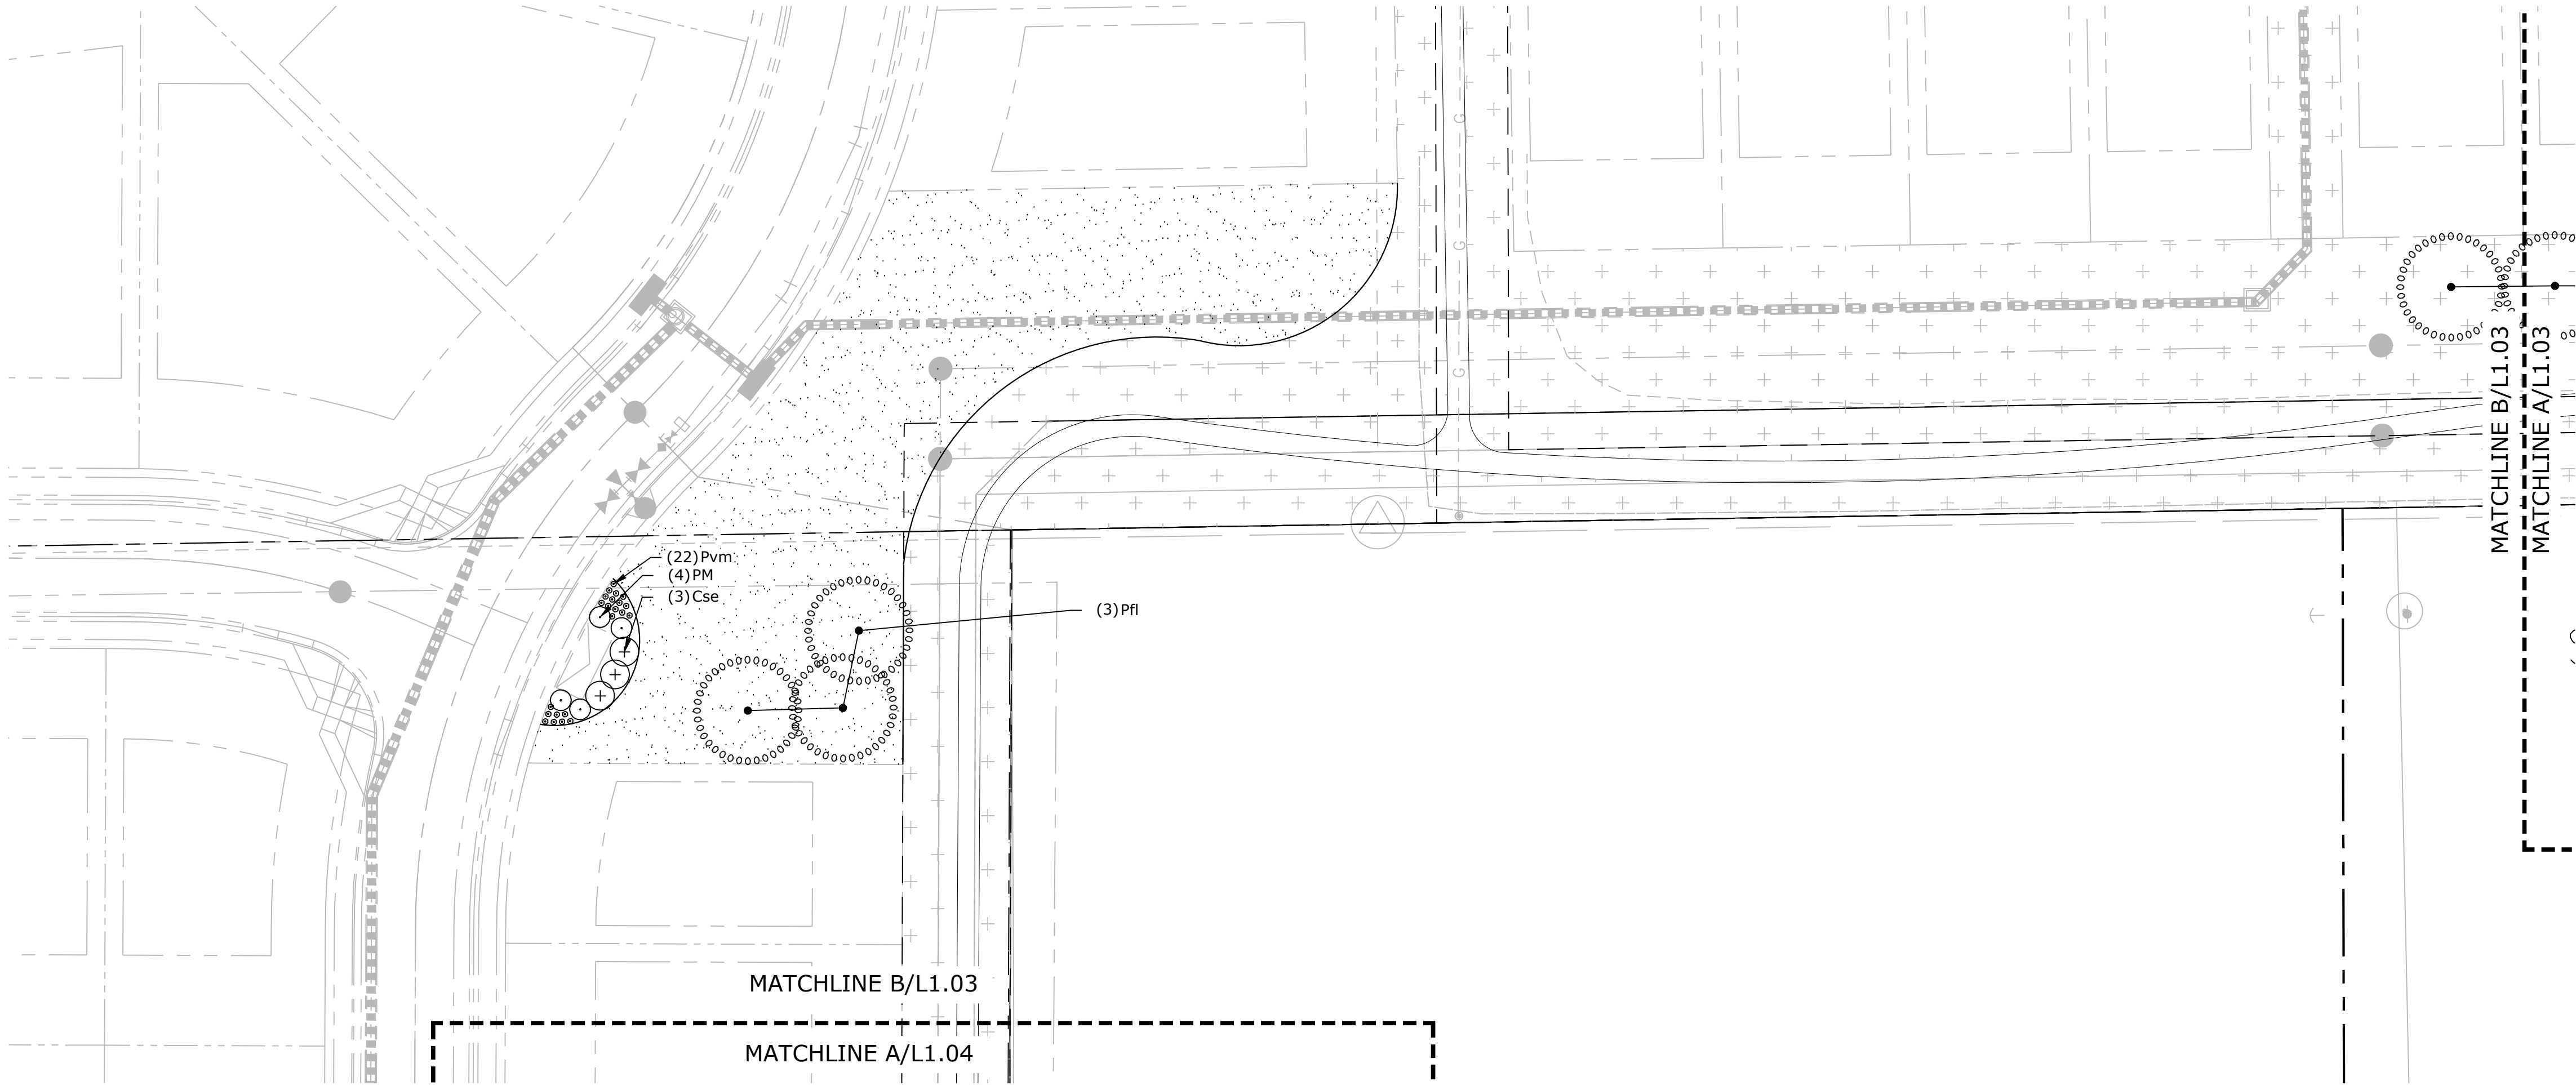 G
G
G
MATCHLINE B/L1.03
MATCHLINE A/L1.03
(22)Pvm
(4)PM
(3)Cse
(3)Pfl
MATCHLINE B/L1.03
MATCHLINE A/L1.04